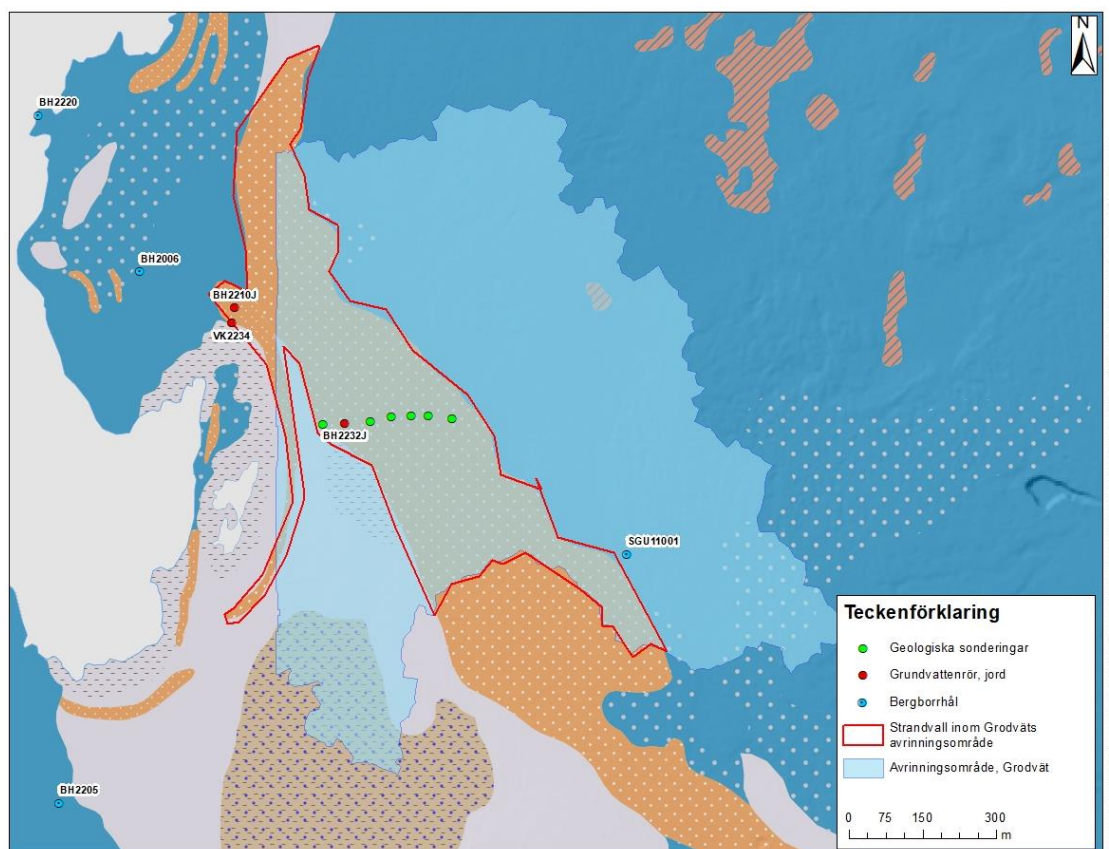 N
BH2220
BH2006
BH2210J
VK2234
BH2232J
SGU11001
BH2205
Teckenförklaring
Geologiska sonderingar
Grundvattenrör, jord
Bergborrhål
Strandvall inom Grodväts
avrinningsområde
Avrinningsområde, Grodvät
0 75 150 300
m